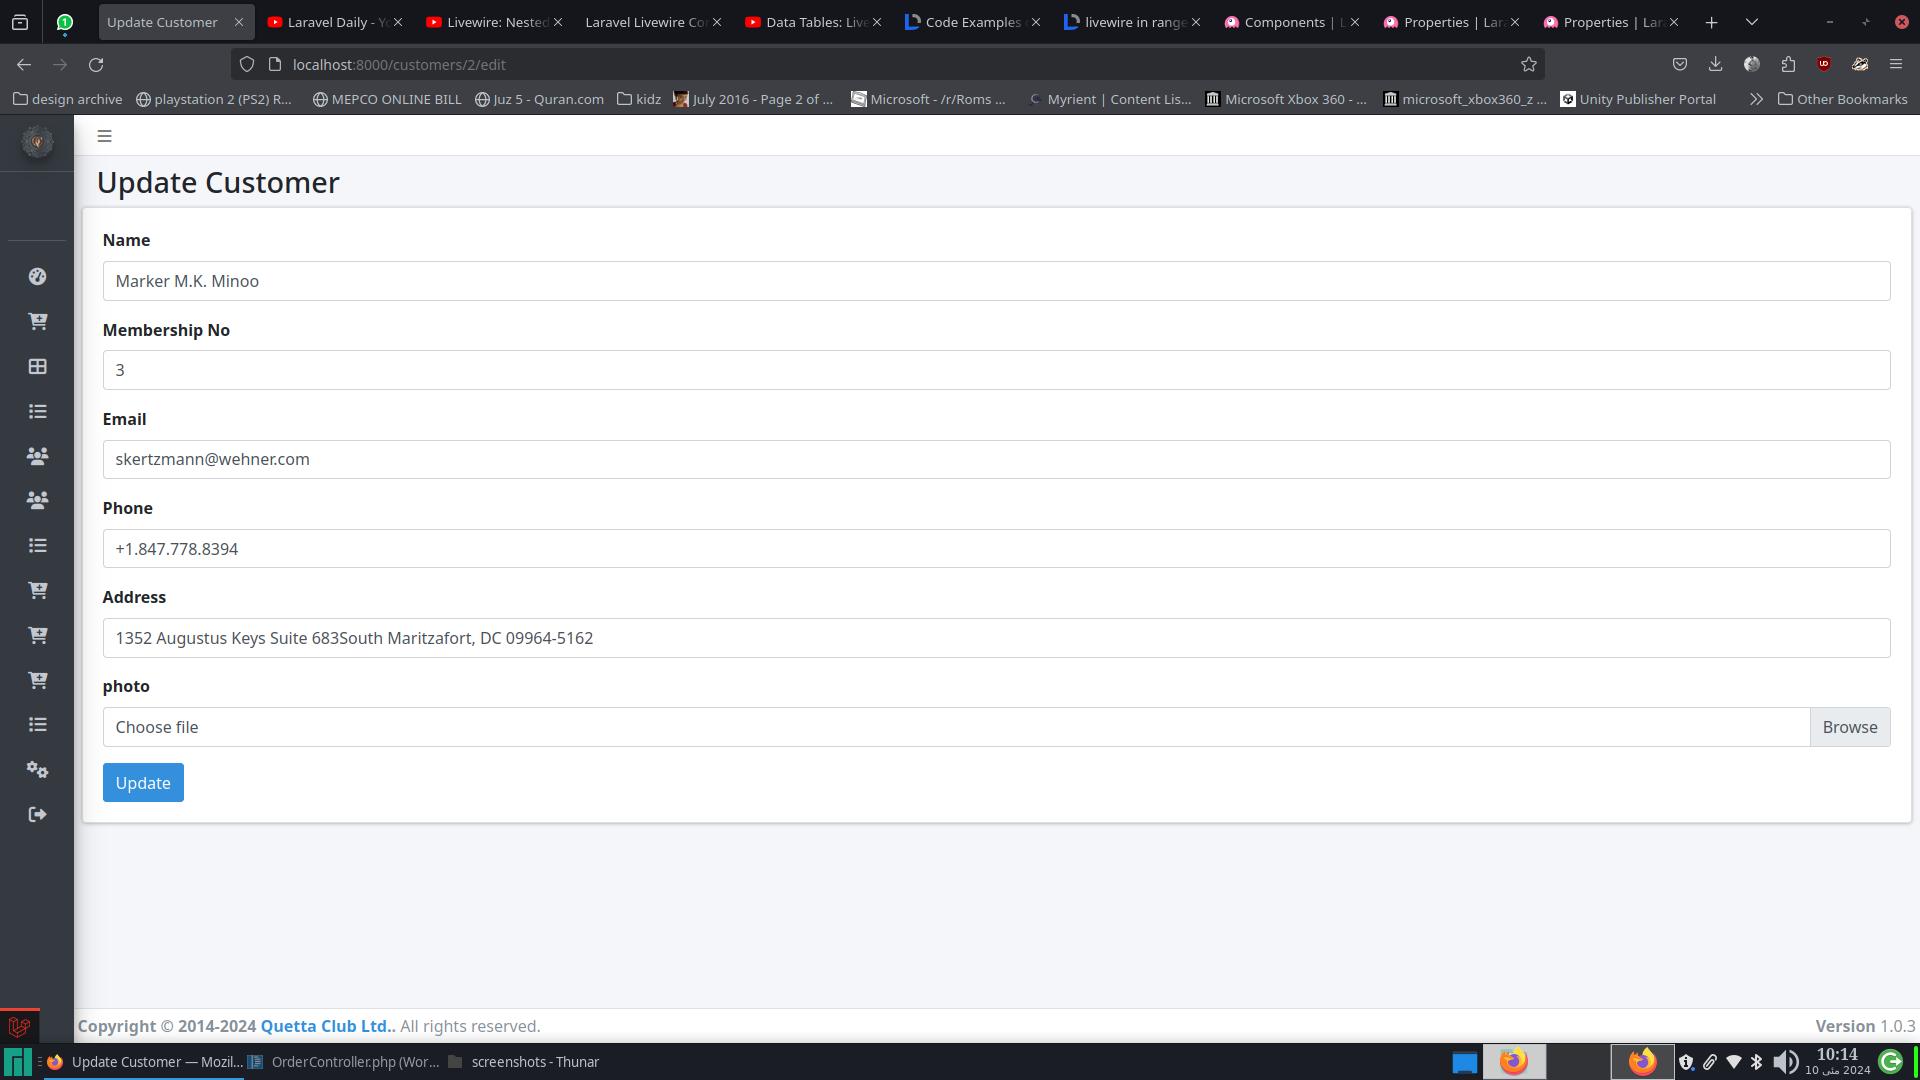 Update Customer
Laravel Daily - Yo
Livewire: Nested
Laravel Livewire Co
Data Tables: Live
Code Examples
livewire in range
Components | L
Properties | Lar
Properties | Lar
localhost:8000/customers/2/edit
design archive
playstation 2 (PS2) R...
MEPCO ONLINE BILL
Juz 5 - Quran.com
kidz
July 2016 - Page 2 of ...
Microsoft - /r/Roms ...
Myrient | Content Lis...
Microsoft Xbox 360 - ...
microsoft_xbox360_z ...
Unity Publisher Portal
Other Bookmarks
Update Customer
Name
Marker M.K. Minoo
Membership No
3
Email
skertzmann@wehner.com
Phone
+1.847.778.8394
Address
1352 Augustus Keys Suite 683South Maritzafort, DC 09964-5162
photo
Choose file
Browse
Update
Copyright © 2014-2024 Quetta Club Ltd.. All rights reserved.
Version 1.0.3
Update Customer — Mozil...
OrderController.php (Wor...
screenshots - Thunar
10:14
10 مئی 2024